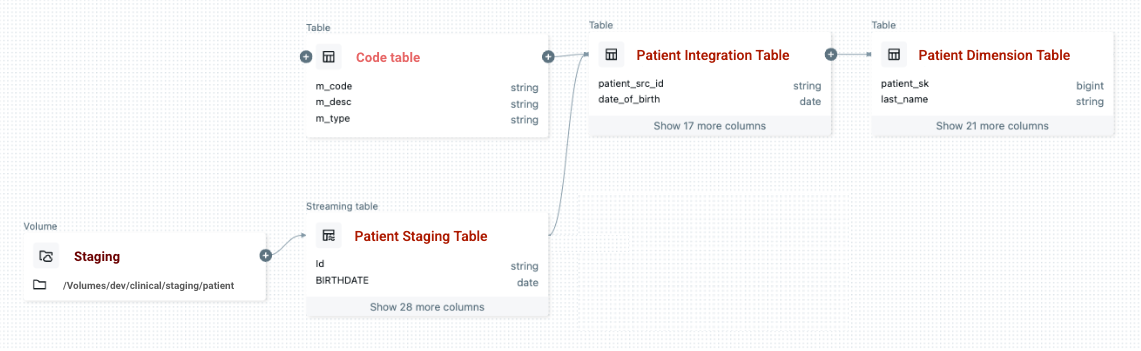 Table
Code table
m_code string
m_desc string
m_type string
Table
Patient Integration Table
patient_src_id string
date_of_birth date
Show 17 more columns
Table
Patient Dimension Table
patient_sk bigint
last_name string
Show 21 more columns
Volume
Staging
/Volumes/dev/clinical/staging/patient
Streaming table
Patient Staging Table
Id string
BIRTHDATE date
Show 28 more columns